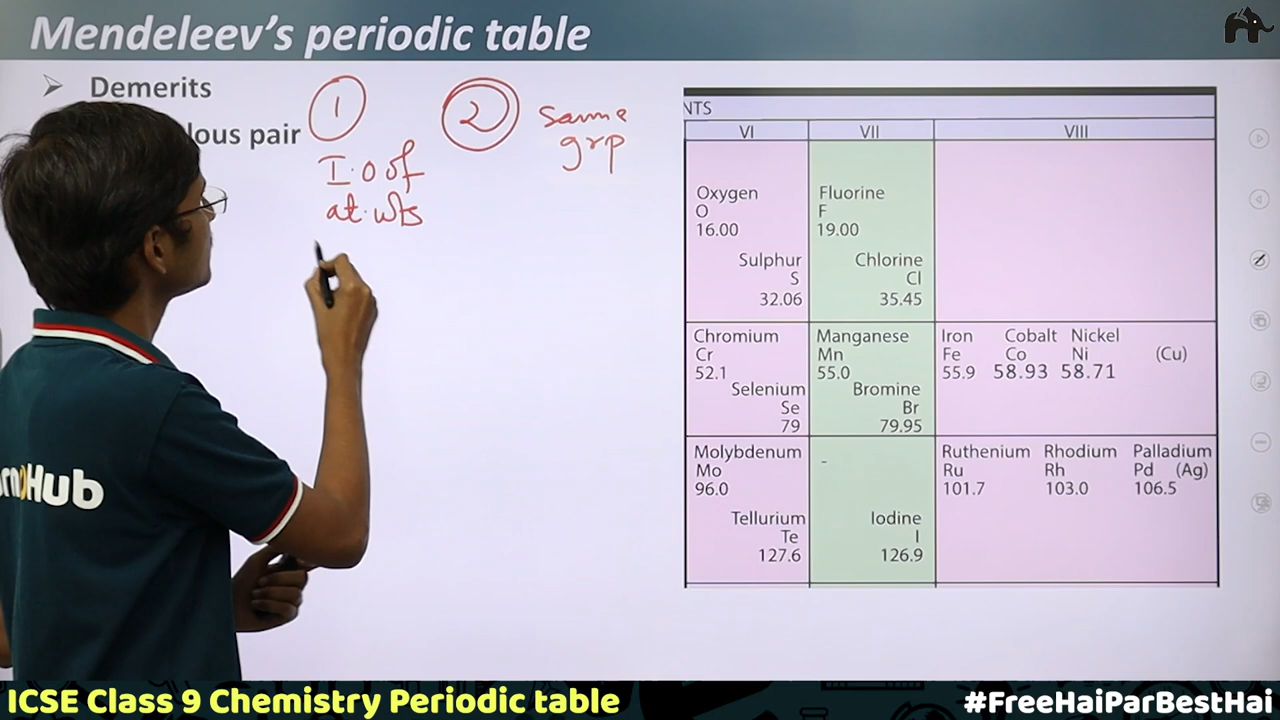 Mendeleev's periodic table
➢ Demerits
lous pair
1
I.O of
at. wts
2
same
grp
NTS
VI VII VIII
Oxygen Fluorine
O F
16.00 19.00
Sulphur Chlorine
S Cl
32.06 35.45
Chromium Manganese Iron Cobalt Nickel
Cr Mn Fe Co Ni (Cu)
52.1 55.0 55.9 58.93 58.71
Selenium Bromine
Se Br
79 79.95
Molybdenum - Ruthenium Rhodium Palladium
Mo Ru Rh Pd (Ag)
96.0 101.7 103.0 106.5
Tellurium Iodine
Te I
127.6 126.9
rnoHub
ICSE Class 9 Chemistry Periodic table
#FreeHaiParBestHai